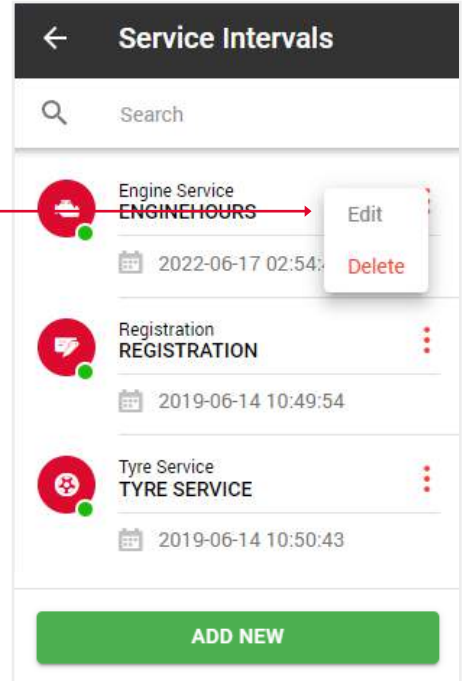 Service Intervals
Search
Engine Service
ENGINEHOURS
Edit
2022-06-17 02:54:
Delete
Registration
REGISTRATION
2019-06-14 10:49:54
Tyre Service
TYRE SERVICE
2019-06-14 10:50:43
ADD NEW